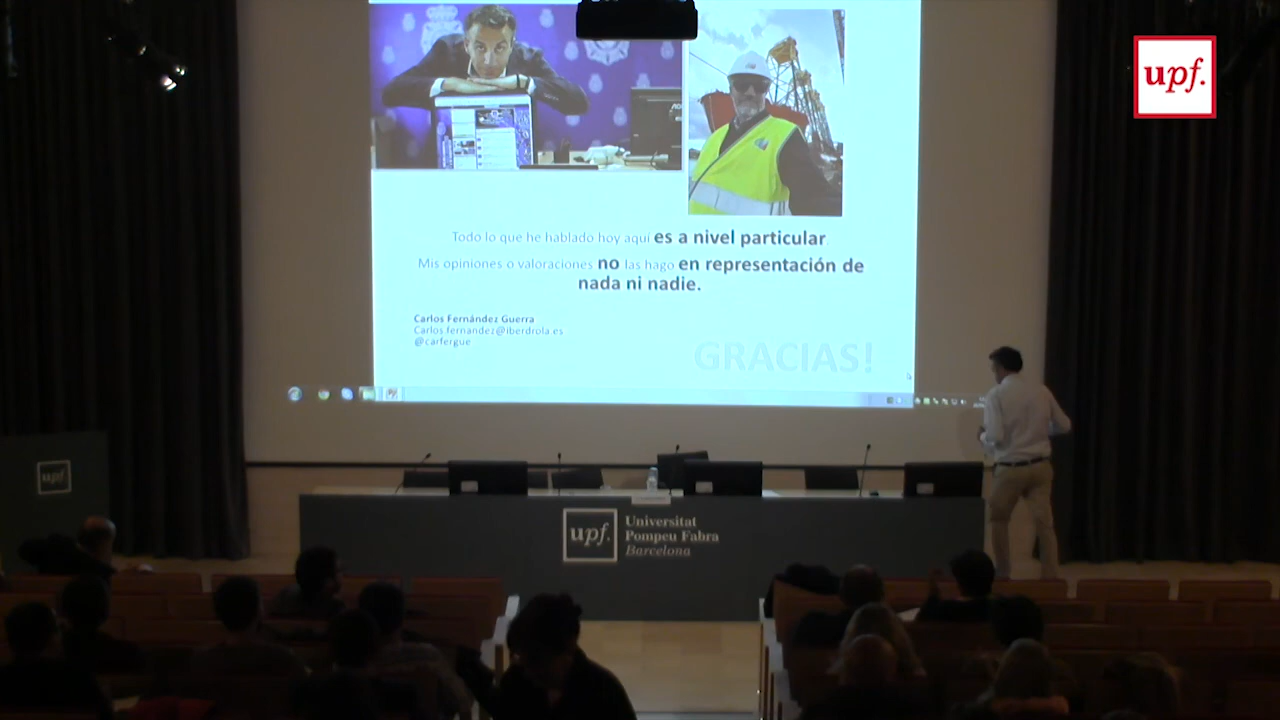 upf.
Todo lo que he hablado hoy aquí es a nivel particular.
Mis opiniones o valoraciones no las hago en representación de
nada ni nadie.
Carlos Fernández Guerra
Carlos.fernandez@iberdrola.es
@carfergue
GRACIAS!
upf.
upf.
Universitat
Pompeu Fabra
Barcelona